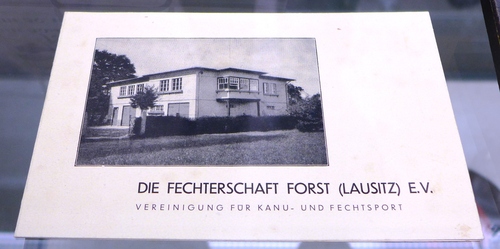 DIE FECHTERSCHAFT FORST (LAUSITZ) E.V.
VEREINIGUNG FÜR KANU- UND FECHTSPORT